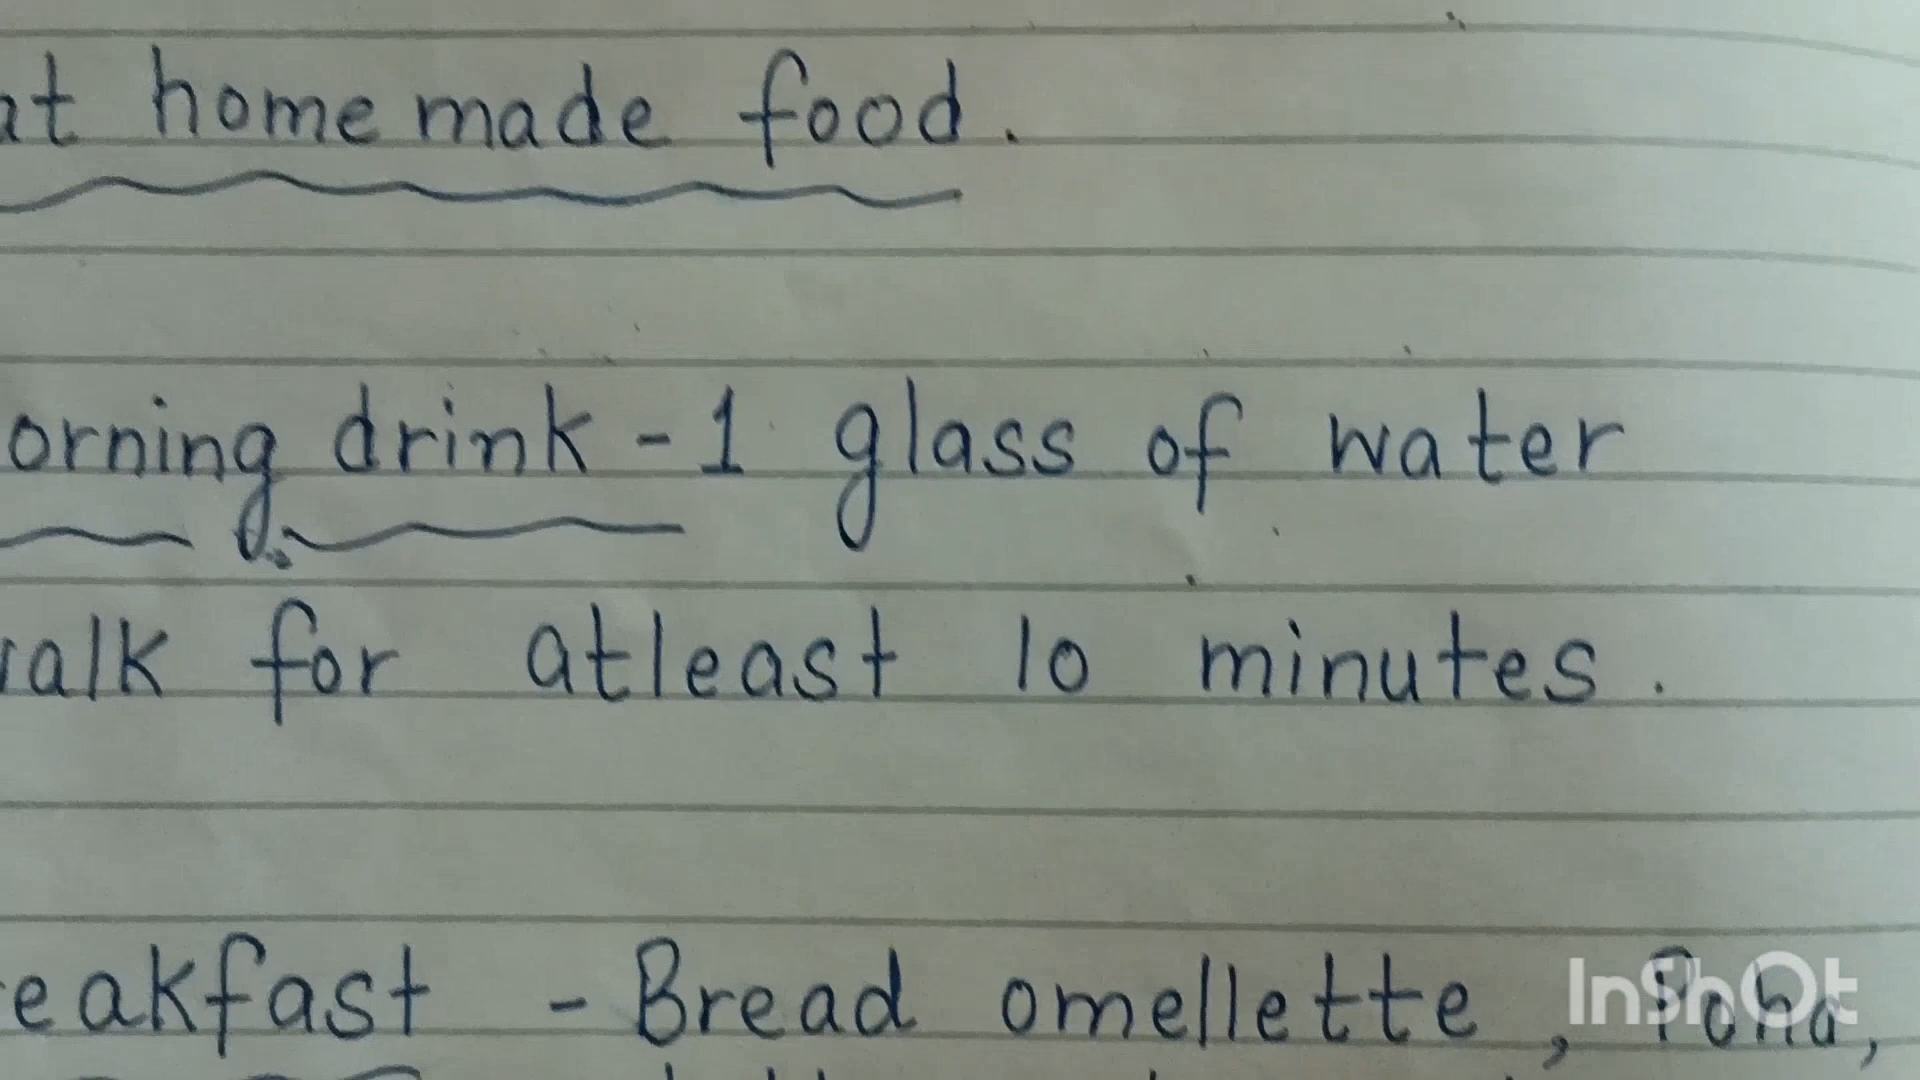 at home made food.
orning drink - 1 glass of water
alk for atleast 10 minutes.
eakfast - Bread omellette, Poha,
InShOt